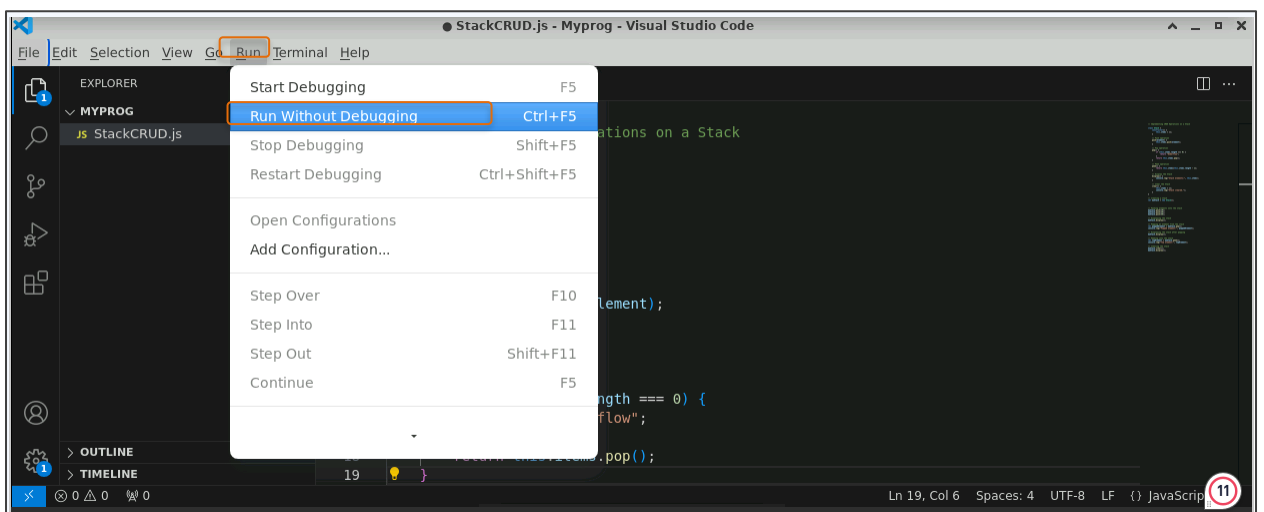 ● StackCRUD.js - Myprog - Visual Studio Code
File Edit Selection View Go Run Terminal Help
EXPLORER
MYPROG
JS StackCRUD.js
OUTLINE
TIMELINE
Start Debugging F5
Run Without Debugging Ctrl+F5
Stop Debugging Shift+F5
Restart Debugging Ctrl+Shift+F5
Open Configurations
Add Configuration...
Step Over F10
Step Into F11
Step Out Shift+F11
Continue F5
ations on a Stack
lement);
ngth === 0) {
flow";
.pop();
19 }
0 0 0
Ln 19, Col 6 Spaces: 4 UTF-8 LF {} JavaScrip
11
1
1